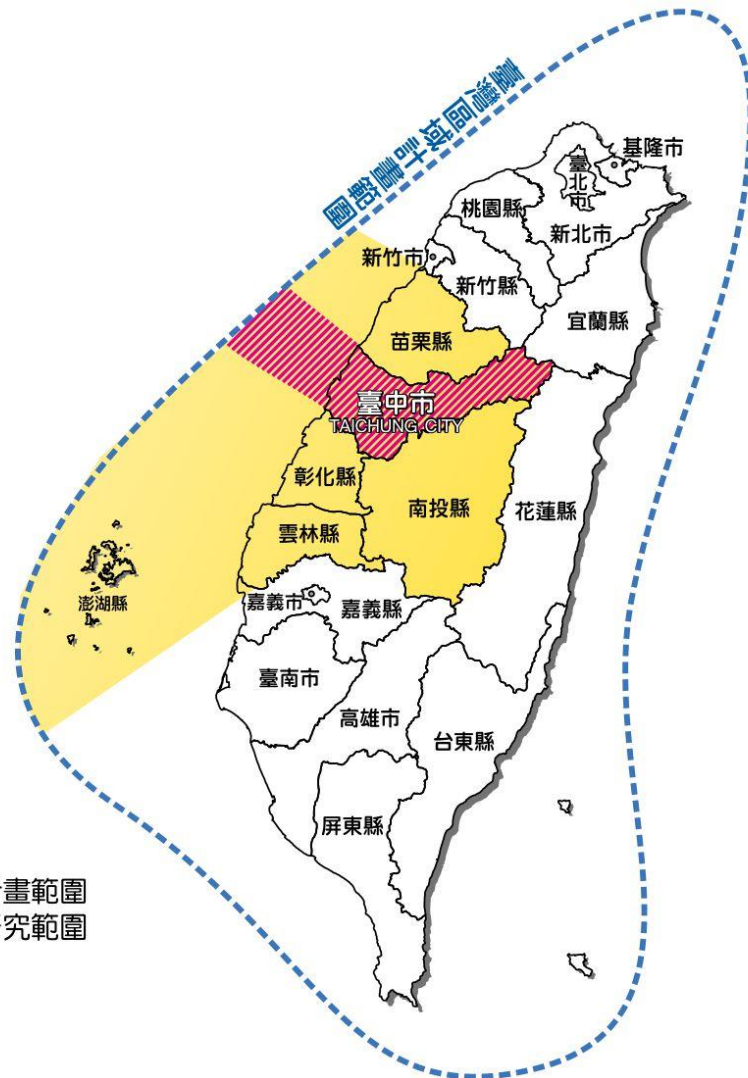 臺灣區域計畫範圍
基隆市
臺北市
桃園縣
新北市
新竹市
新竹縣
宜蘭縣
苗栗縣
臺中市
TAICHUNG CITY
彰化縣
南投縣
花蓮縣
雲林縣
澎湖縣
嘉義市
嘉義縣
臺南市
高雄市
台東縣
屏東縣
畫範圍
究範圍